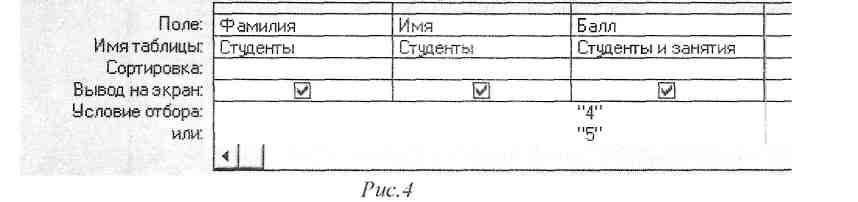 Поле: Фамилия Имя Балл
Имя таблицы: Студенты Студенты Студенты и занятия
Сортировка:
Вывод на экран:
Условие отбора: "4"
или: "5"
Рис.4